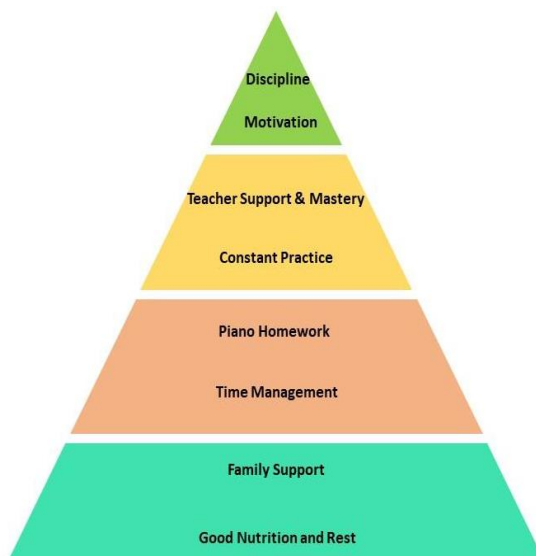 Discipline
Motivation
Teacher Support & Mastery
Constant Practice
Piano Homework
Time Management
Family Support
Good Nutrition and Rest